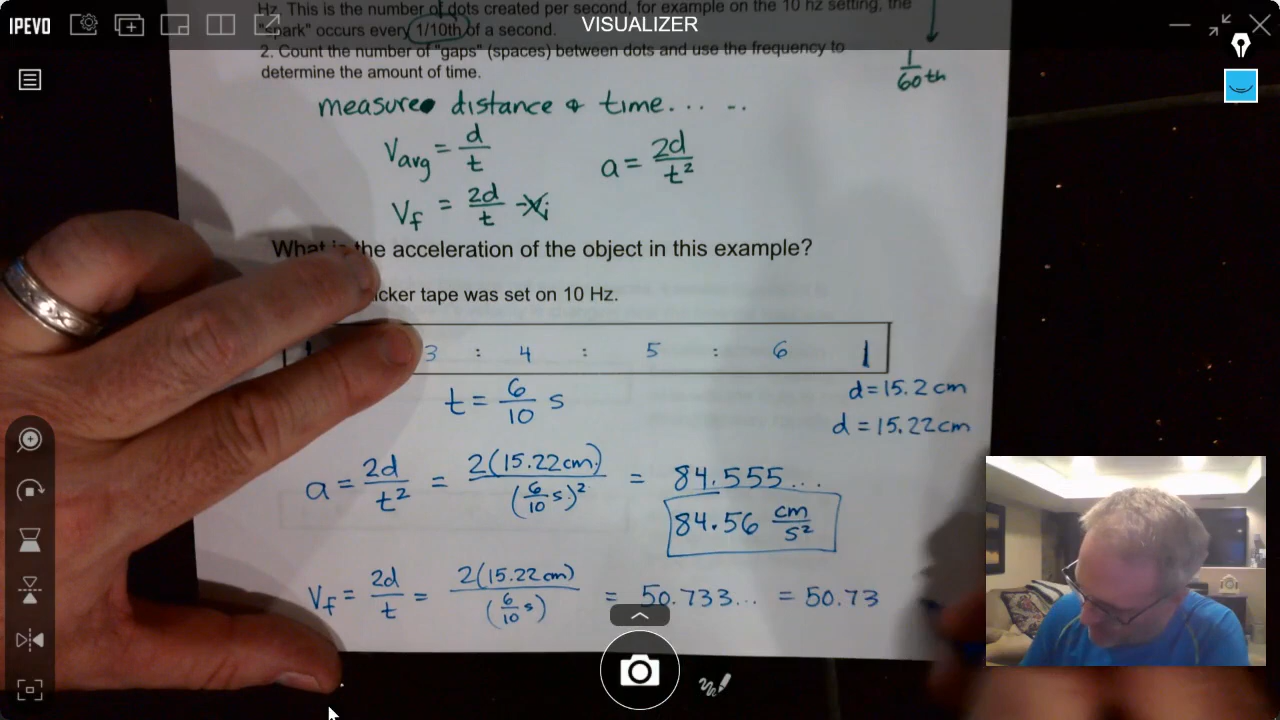 IPEVO
VISUALIZER
Hz. This is the number of dots created per second, for example on the 10 hz setting, the
"spark" occurs every 1/10th of a second.
2. Count the number of "gaps" (spaces) between dots and use the frequency to
determine the amount of time.
1/60 th
measure distance & time... ..
Vavg = d/t
a = 2d/t²
Vf = 2d/t - Vi
What is the acceleration of the object in this example?
icker tape was set on 10 Hz.
3 : 4 : 5 : 6
t = 6/10 s
d = 15.2 cm
d = 15.22 cm
a = 2d/t² = 2(15.22 cm)/(6/10 s)² = 84.555...
84.56 cm/s²
Vf = 2d/t = 2(15.22 cm)/(6/10 s) = 50.733... = 50.73